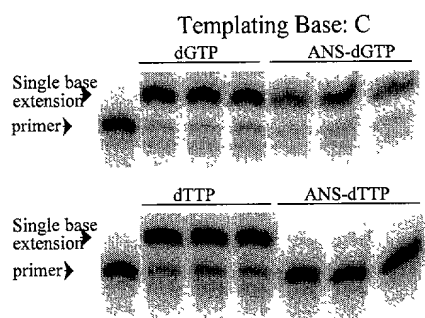 Templating Base: C
dGTP ANS-dGTP
Single base
extension
primer
dTTP ANS-dTTP
Single base
extension
primer